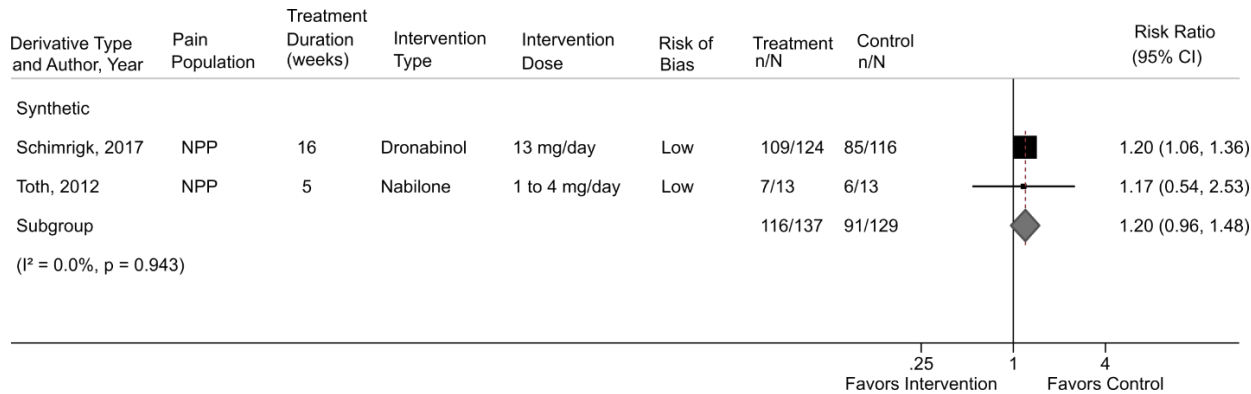 Derivative Type and Author, Year Pain Population Treatment Duration (weeks) Intervention Type Intervention Dose Risk of Bias Treatment n/N Control n/N Risk Ratio (95% CI)
Synthetic
Schimrigk, 2017 NPP 16 Dronabinol 13 mg/day Low 109/124 85/116 1.20 (1.06, 1.36)
Toth, 2012 NPP 5 Nabilone 1 to 4 mg/day Low 7/13 6/13 1.17 (0.54, 2.53)
Subgroup 116/137 91/129 1.20 (0.96, 1.48)
(I² = 0.0%, p = 0.943)
.25 1 4
Favors Intervention Favors Control